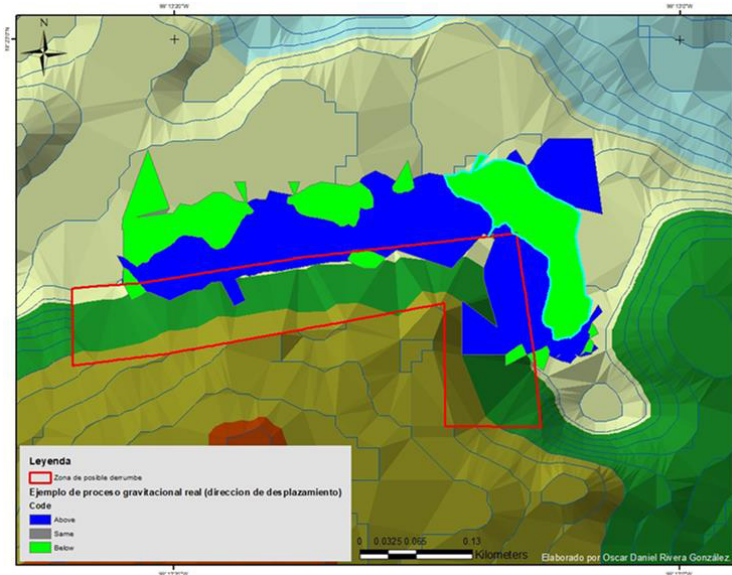 N
Leyenda
Zona de posible derrumbe
Ejemplo de proceso gravitacional real (direccion de desplazamiento)
Code
Above
Same
Below
0 0.0325 0.065 0.13
Kilometers
Elaborado por Oscar Daniel Rivera González.